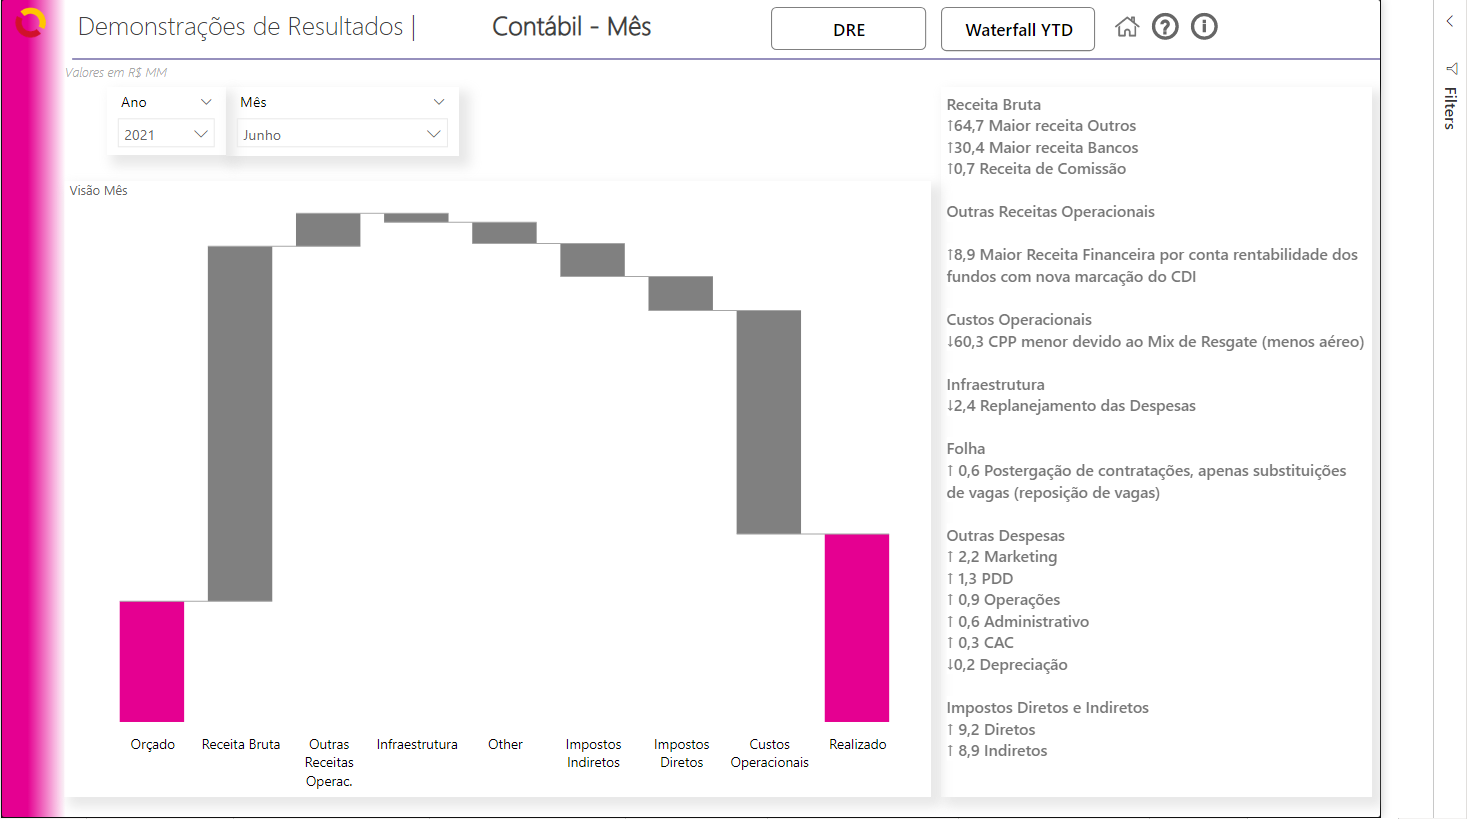 Demonstrações de Resultados |
Contábil - Mês
DRE
Waterfall YTD
Valores em R$ MM
Ano
2021
Mês
Junho
Filters
Visão Mês
Orçado
Receita Bruta
Outras
Receitas
Operac.
Infraestrutura
Other
Impostos
Indiretos
Impostos
Diretos
Custos
Operacionais
Realizado
Receita Bruta
↑64,7 Maior receita Outros
↑30,4 Maior receita Bancos
↑0,7 Receita de Comissão
Outras Receitas Operacionais
↑8,9 Maior Receita Financeira por conta rentabilidade dos
fundos com nova marcação do CDI
Custos Operacionais
↓60,3 CPP menor devido ao Mix de Resgate (menos aéreo)
Infraestrutura
↓2,4 Replanejamento das Despesas
Folha
↑ 0,6 Postergação de contratações, apenas substituições
de vagas (reposição de vagas)
Outras Despesas
↑ 2,2 Marketing
↑ 1,3 PDD
↑ 0,9 Operações
↑ 0,6 Administrativo
↑ 0,3 CAC
↓0,2 Depreciação
Impostos Diretos e Indiretos
↑ 9,2 Diretos
↑ 8,9 Indiretos